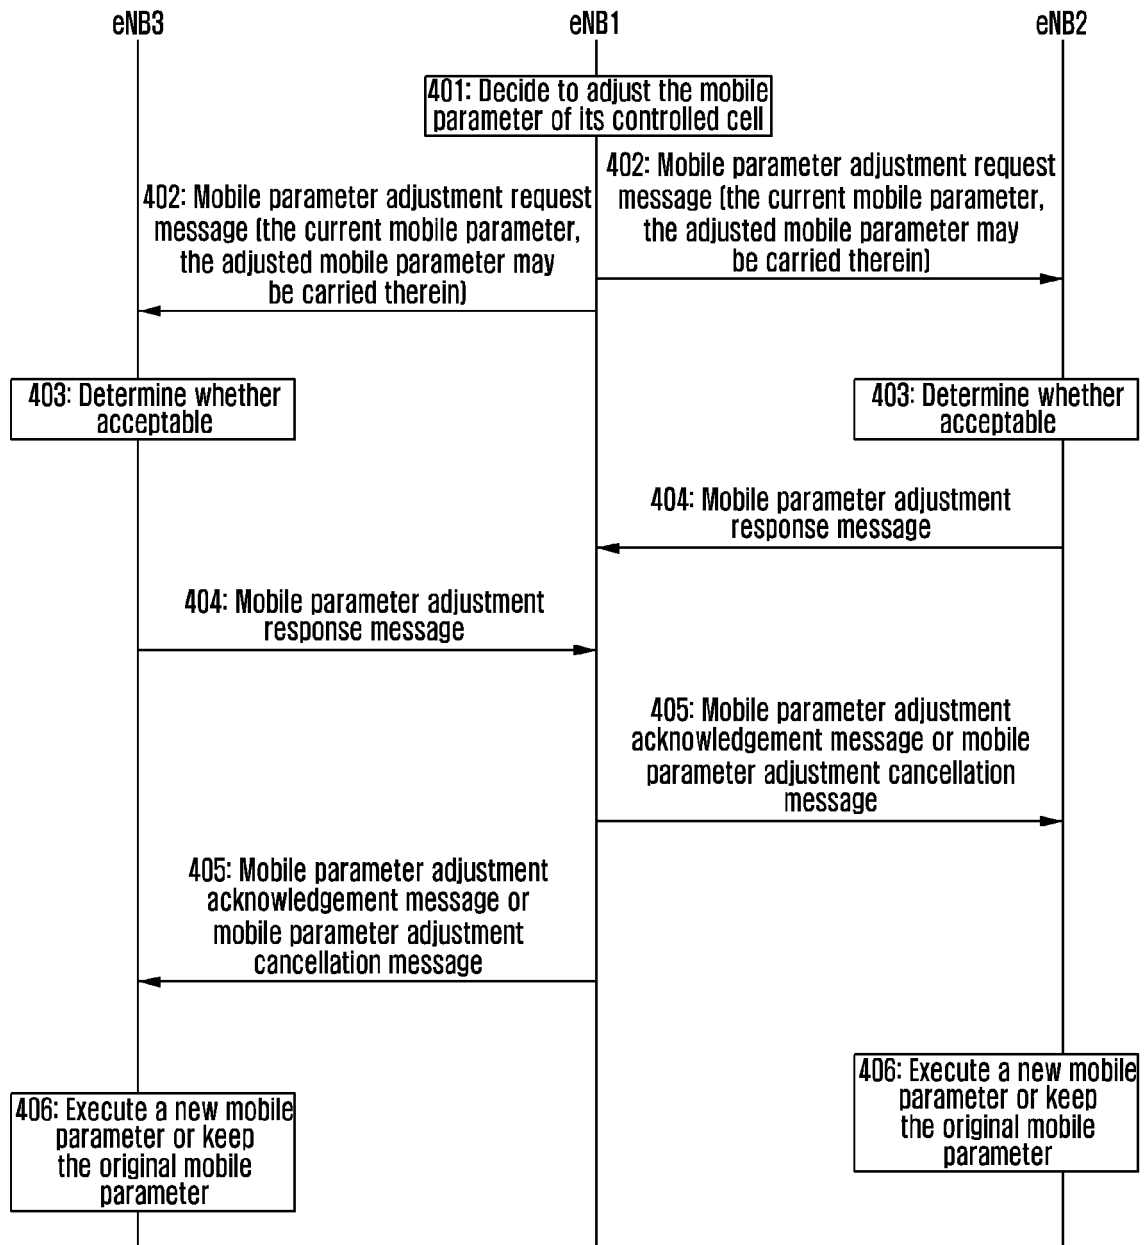 eNB3
eNB1
eNB2
401: Decide to adjust the mobile
parameter of its controlled cell
402: Mobile parameter adjustment request
message (the current mobile parameter,
the adjusted mobile parameter may
be carried therein)
402: Mobile parameter adjustment request
message (the current mobile parameter,
the adjusted mobile parameter may
be carried therein)
403: Determine whether
acceptable
403: Determine whether
acceptable
404: Mobile parameter adjustment
response message
404: Mobile parameter adjustment
response message
405: Mobile parameter adjustment
acknowledgement message or mobile
parameter adjustment cancellation
message
405: Mobile parameter adjustment
acknowledgement message or
mobile parameter adjustment
cancellation message
406: Execute a new mobile
parameter or keep
the original mobile
parameter
406: Execute a new mobile
parameter or keep
the original mobile
parameter